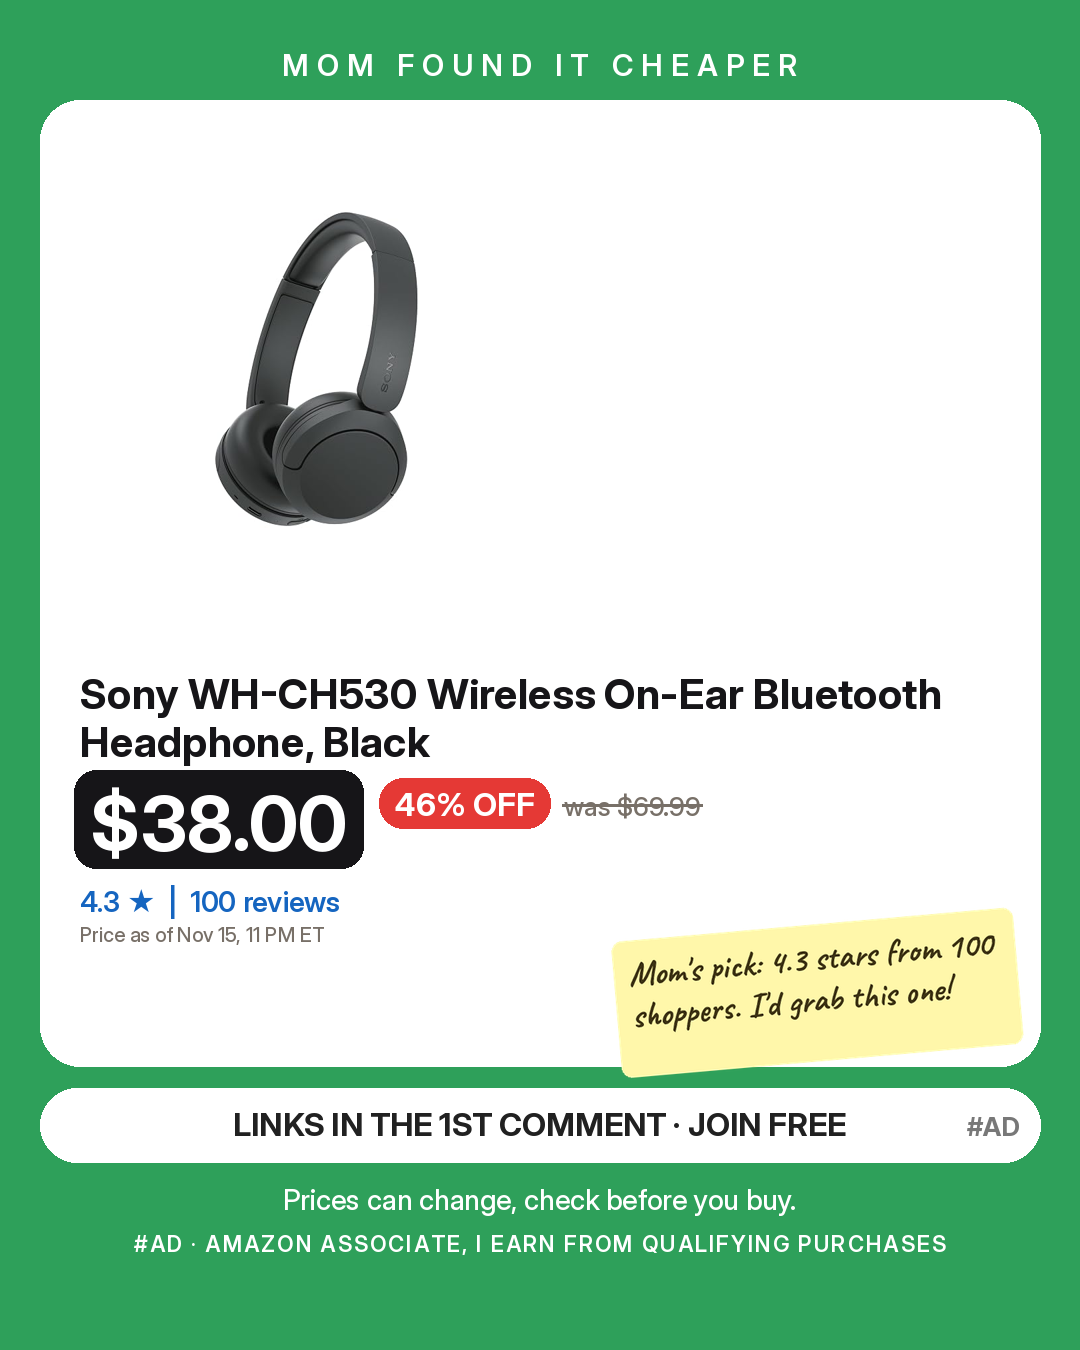 MOM FOUND IT CHEAPER
SONY
Sony WH-CH530 Wireless On-Ear Bluetooth
Headphone, Black
$38.00
46% OFF
was $69.99
4.3 ★ | 100 reviews
Price as of Nov 15, 11 PM ET
Mom's pick: 4.3 stars from 100
shoppers. I'd grab this one!
LINKS IN THE 1ST COMMENT · JOIN FREE
#AD
Prices can change, check before you buy.
#AD · AMAZON ASSOCIATE, I EARN FROM QUALIFYING PURCHASES